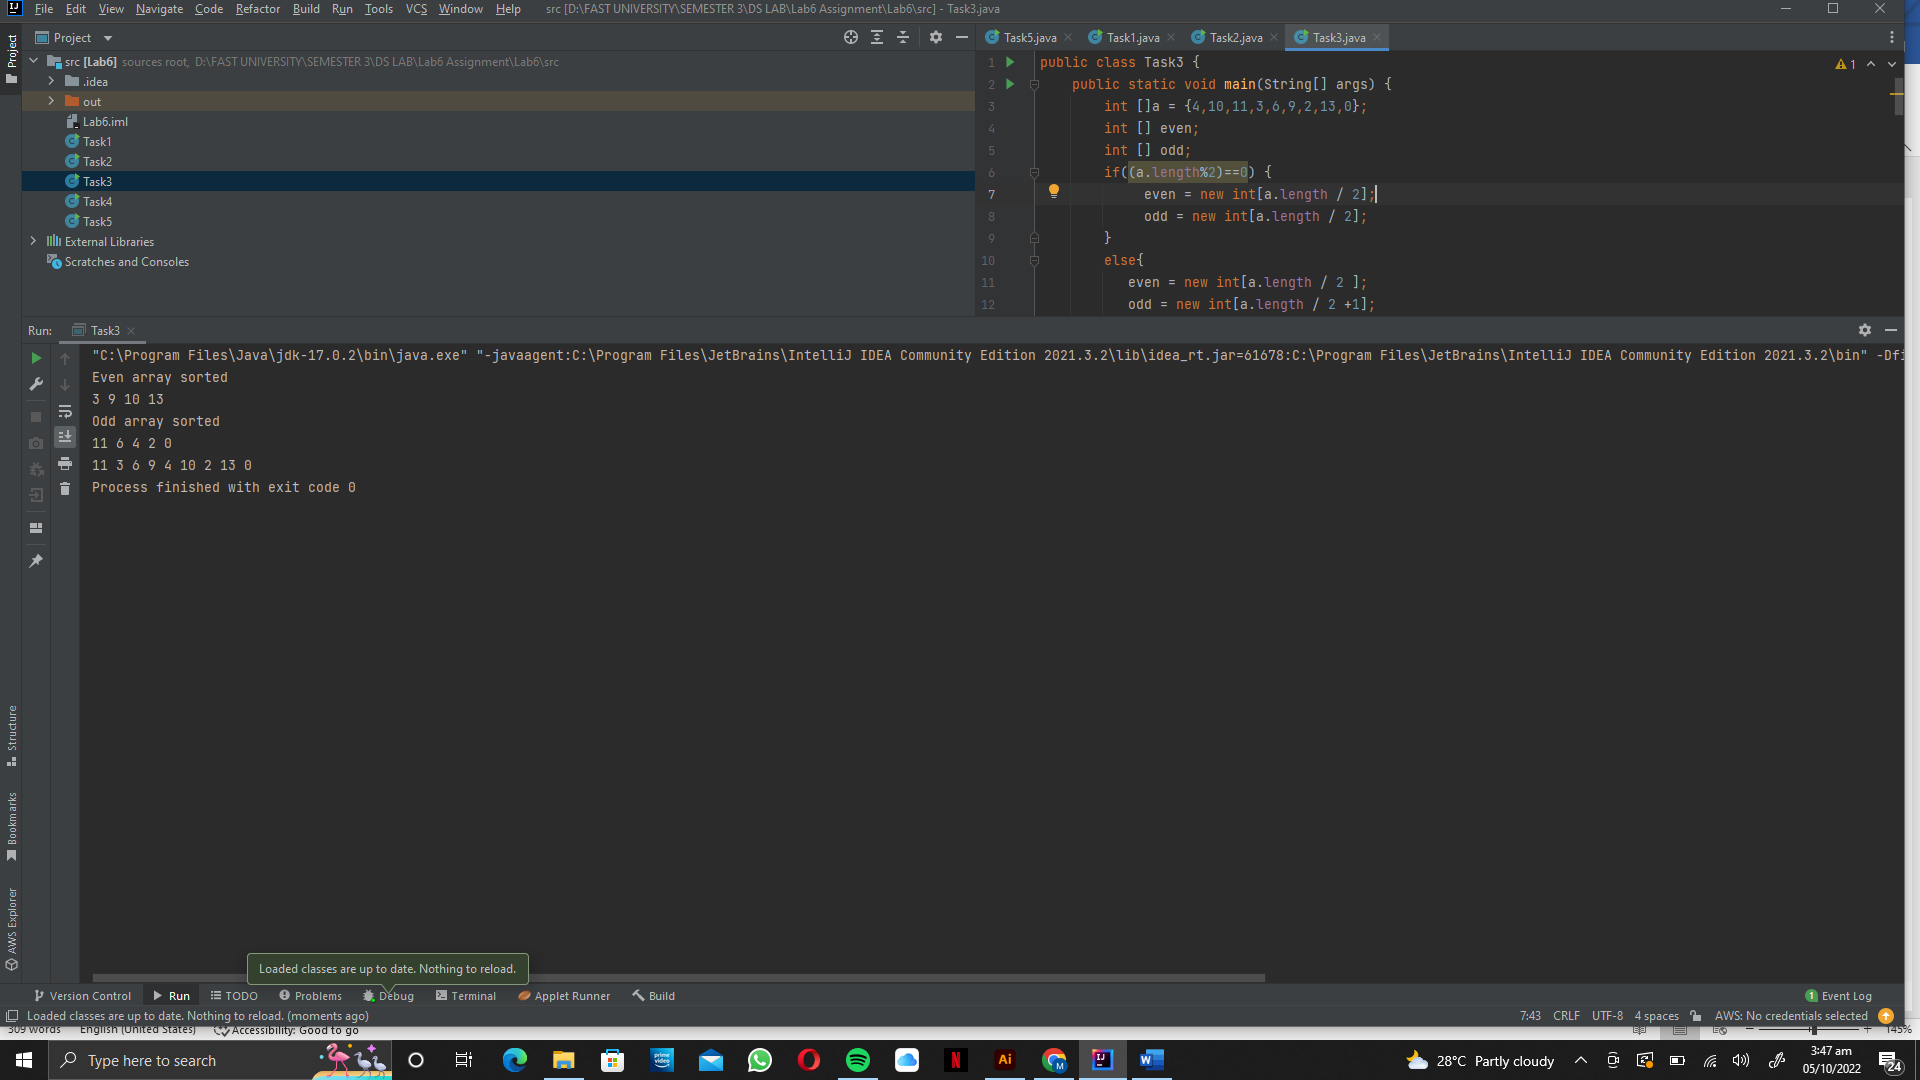 File Edit View Navigate Code Refactor Build Run Tools VCS Window Help src [D:\FAST UNIVERSITY\SEMESTER 3\DS LAB\Lab6 Assignment\Lab6\src] - Task3.java
Project
Project
src [Lab6] sources root, D:\FAST UNIVERSITY\SEMESTER 3\DS LAB\Lab6 Assignment\Lab6\src
.idea
out
Lab6.iml
Task1
Task2
Task3
Task4
Task5
External Libraries
Scratches and Consoles
Task5.java Task1.java Task2.java Task3.java
1
1 public class Task3 {
2 public static void main(String[] args) {
3 int []a = {4,10,11,3,6,9,2,13,0};
4 int [] even;
5 int [] odd;
6 if((a.length%2)==0) {
7 even = new int[a.length / 2];
8 odd = new int[a.length / 2];
9 }
10 else{
11 even = new int[a.length / 2 ];
12 odd = new int[a.length / 2 +1];
Run: Task3
"C:\Program Files\Java\jdk-17.0.2\bin\java.exe" "-javaagent:C:\Program Files\JetBrains\IntelliJ IDEA Community Edition 2021.3.2\lib\idea_rt.jar=61678:C:\Program Files\JetBrains\IntelliJ IDEA Community Edition 2021.3.2\bin" -Dfi
Even array sorted
3 9 10 13
Odd array sorted
11 6 4 2 0
11 3 6 9 4 10 2 13 0
Process finished with exit code 0
Structure
Bookmarks
AWS Explorer
Loaded classes are up to date. Nothing to reload.
Version Control Run TODO Problems Debug Terminal Applet Runner Build 1 Event Log
Loaded classes are up to date. Nothing to reload. (moments ago) 7:43 CRLF UTF-8 4 spaces AWS: No credentials selected
309 words English (United States) Accessibility: Good to go 145%
Type here to search
prime video
N
Ai
M
IJ
W
28°C Partly cloudy
3:47 am
05/10/2022
24